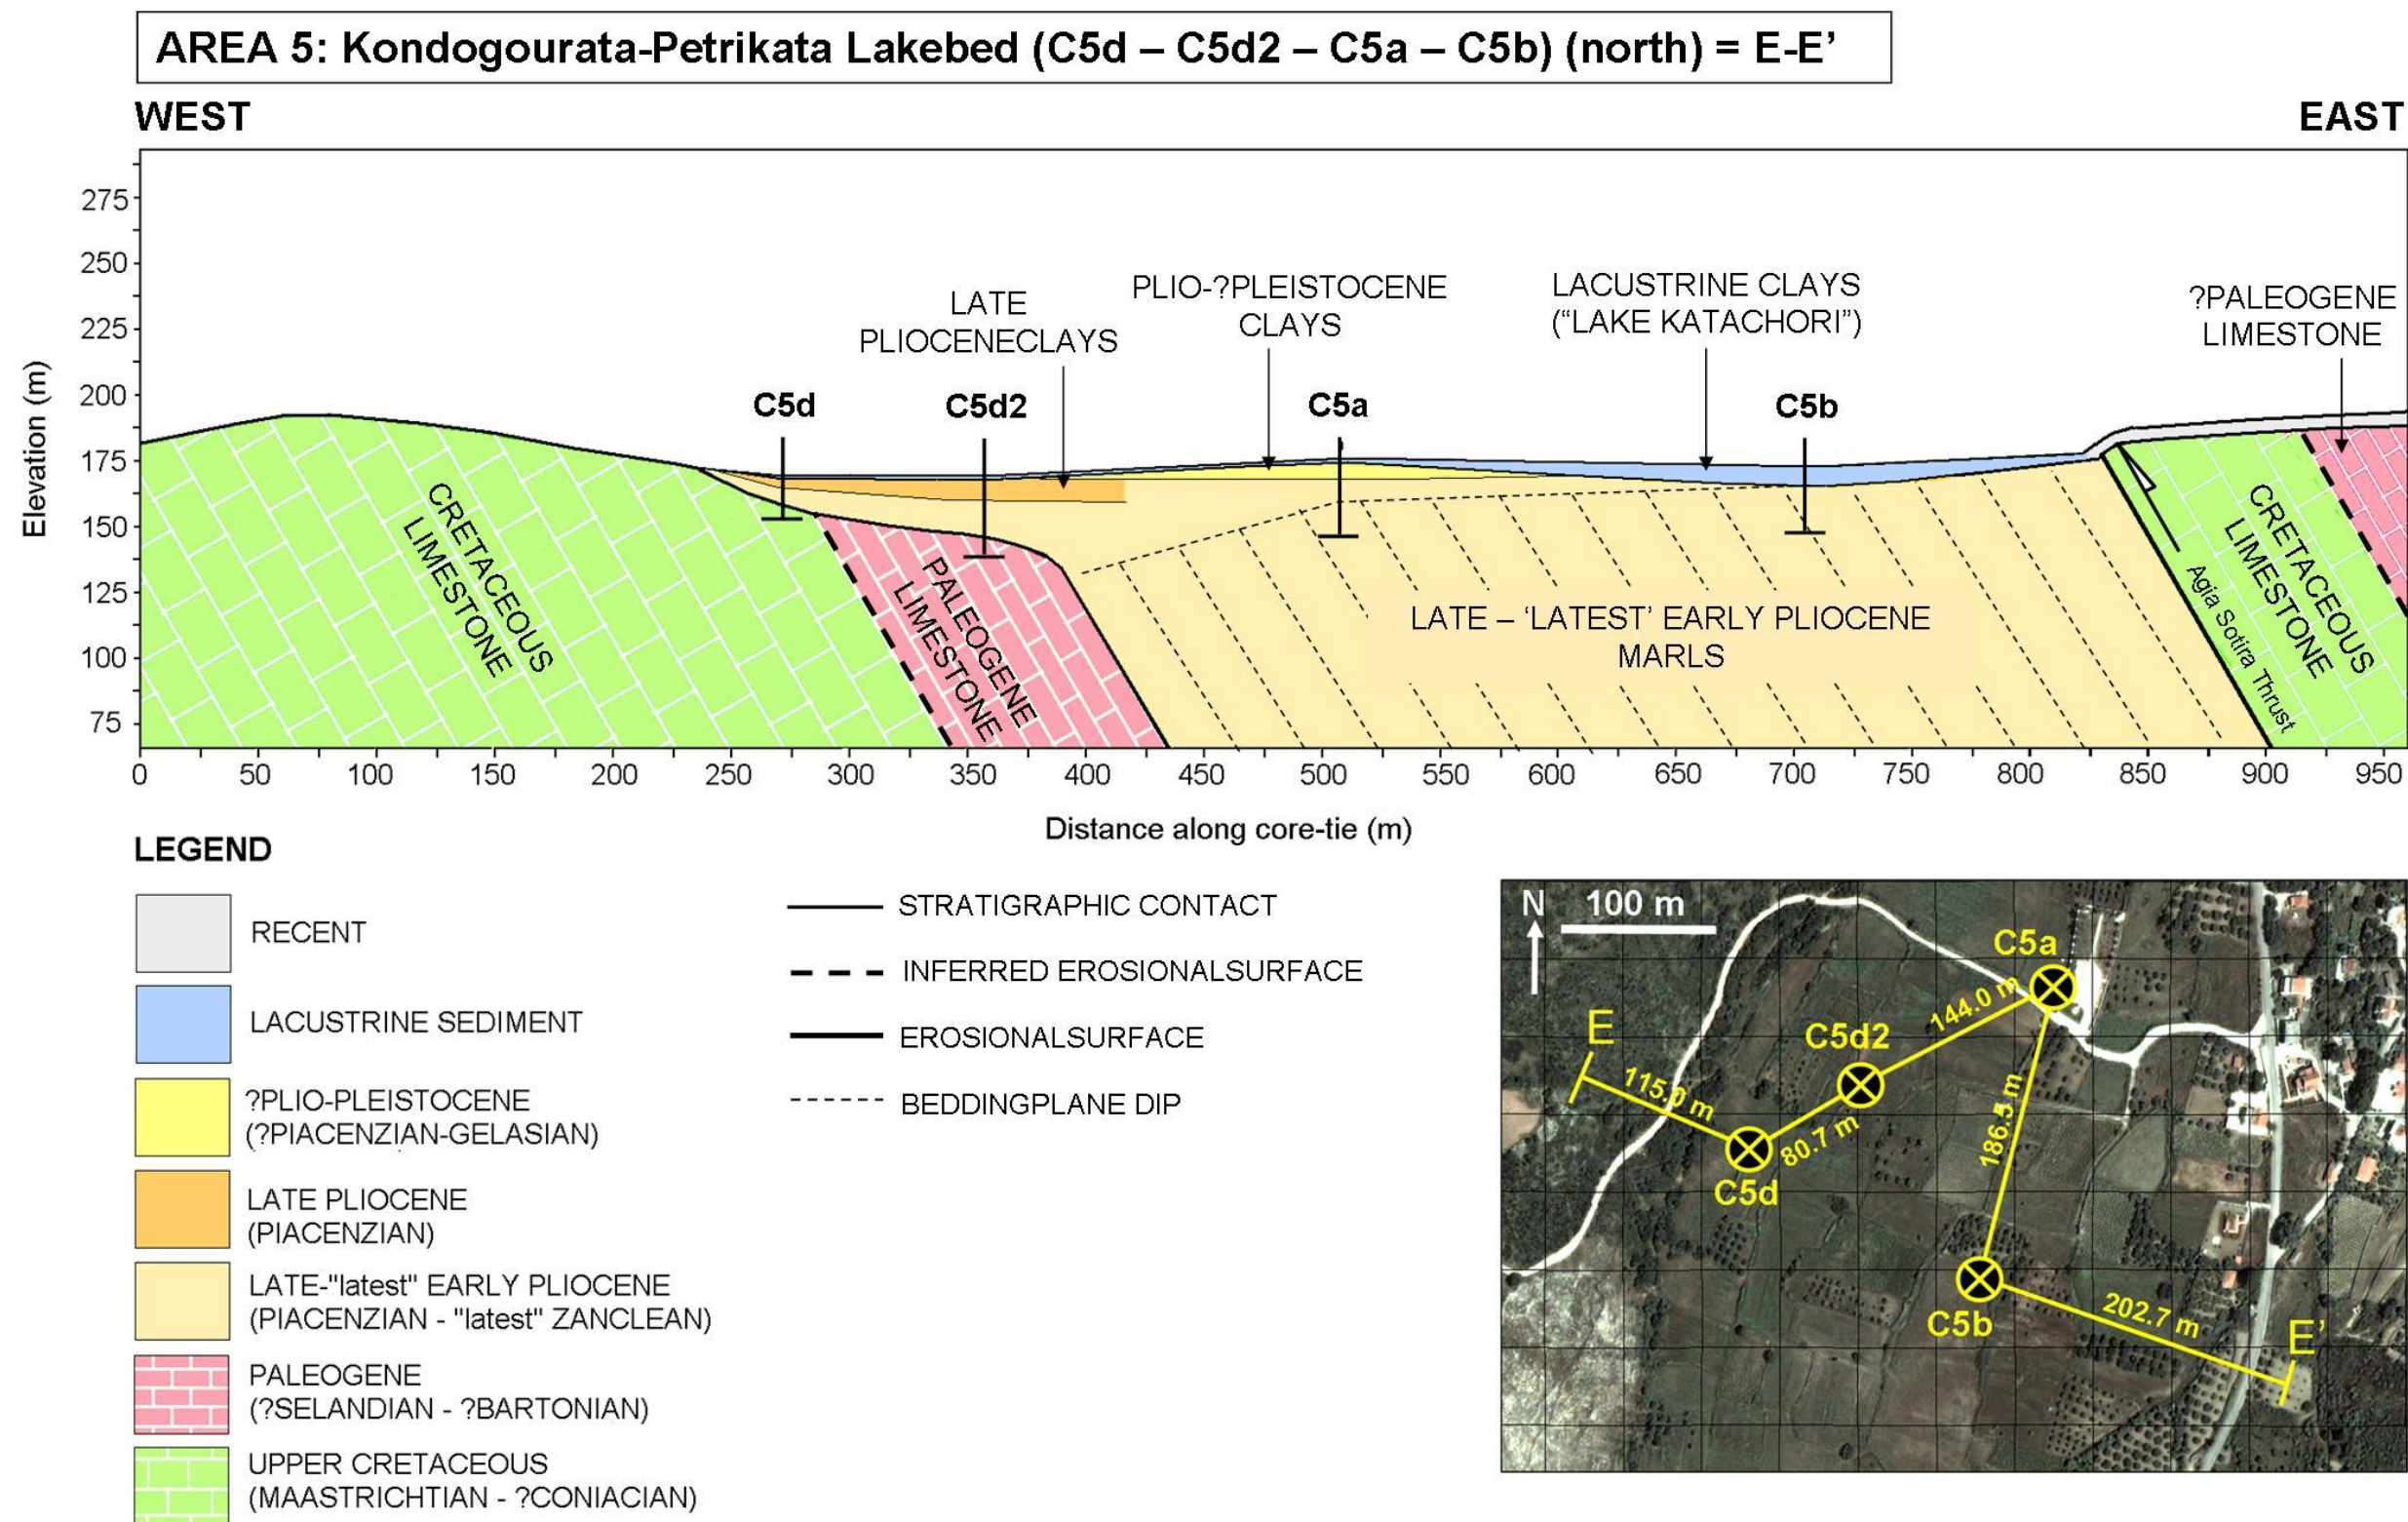 AREA 5: Kondogourata-Petrikata Lakebed (C5d – C5d2 – C5a – C5b) (north) = E-E’
WEST
EAST
Elevation (m)
275
250
225
200
175
150
125
100
75
LATE
PLIOCENECLAYS
PLIO-?PLEISTOCENE
CLAYS
LACUSTRINE CLAYS
(“LAKE KATACHORI”)
?PALEOGENE
LIMESTONE
C5d
C5d2
C5a
C5b
CRETACEOUS
LIMESTONE
PALEOGENE
LIMESTONE
LATE – ‘LATEST’ EARLY PLIOCENE
MARLS
Agia Sotira Thrust
CRETACEOUS
LIMESTONE
0 50 100 150 200 250 300 350 400 450 500 550 600 650 700 750 800 850 900 950
Distance along core-tie (m)
LEGEND
RECENT
LACUSTRINE SEDIMENT
?PLIO-PLEISTOCENE
(?PIACENZIAN-GELASIAN)
LATE PLIOCENE
(PIACENZIAN)
LATE-"latest" EARLY PLIOCENE
(PIACENZIAN - "latest" ZANCLEAN)
PALEOGENE
(?SELANDIAN - ?BARTONIAN)
UPPER CRETACEOUS
(MAASTRICHTIAN - ?CONIACIAN)
STRATIGRAPHIC CONTACT
INFERRED EROSIONALSURFACE
EROSIONALSURFACE
BEDDINGPLANE DIP
N
100 m
C5a
144.0 m
C5d2
E
115.0 m
80.7 m
C5d
186.5 m
C5b
202.7 m
E’